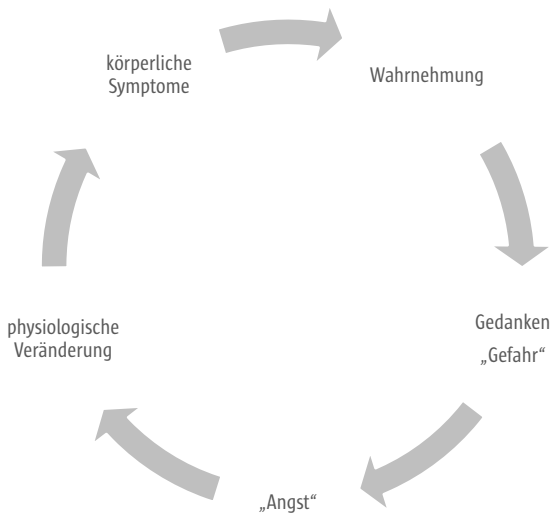 körperliche
Symptome
Wahrnehmung
Gedanken
„Gefahr“
„Angst“
physiologische
Veränderung